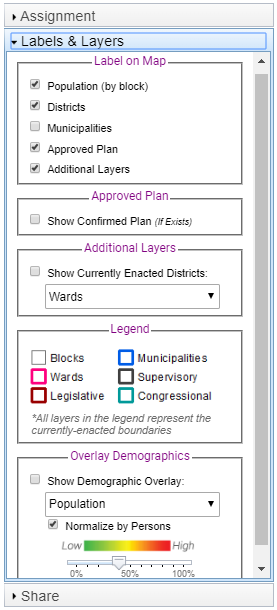 Assignment
Labels & Layers
Label on Map
Population (by block)
Districts
Municipalities
Approved Plan
Additional Layers
Approved Plan
Show Confirmed Plan (If Exists)
Additional Layers
Show Currently Enacted Districts:
Wards
Legend
Blocks Municipalities
Wards Supervisory
Legislative Congressional
*All layers in the legend represent the
currently-enacted boundaries
Overlay Demographics
Show Demographic Overlay:
Population
Normalize by Persons
Low High
0% 50% 100%
Share